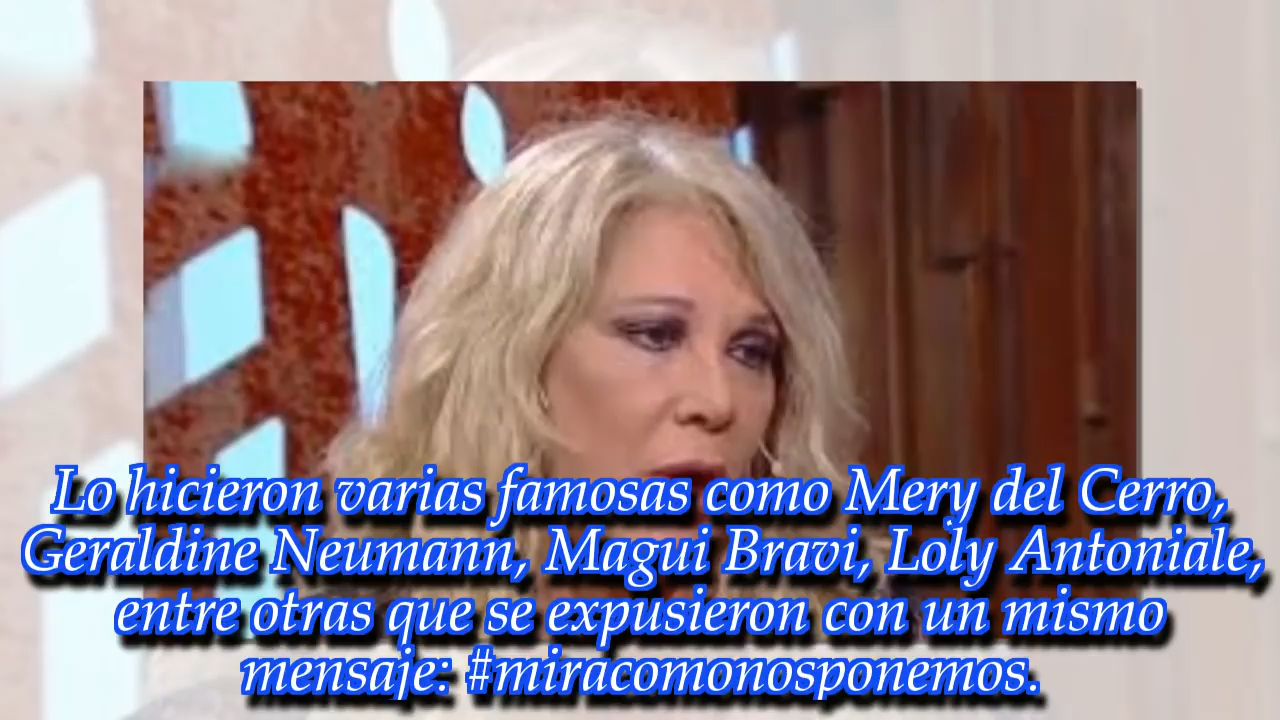 Lo hicieron varias famosas como Mery del Cerro,
Geraldine Neumann, Magui Bravi, Loly Antoniale,
entre otras que se expusieron con un mismo
mensaje: #miracomonosponemos.